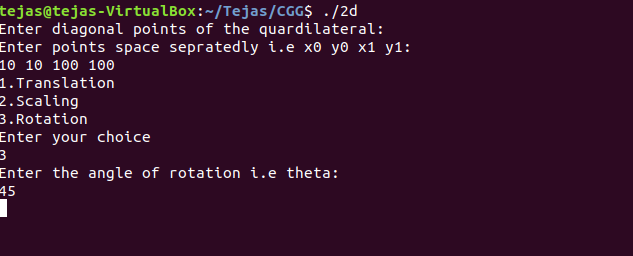 tejas@tejas-VirtualBox:~/Tejas/CGG$ ./2d
Enter diagonal points of the quardilateral:
Enter points space sepratedly i.e x0 y0 x1 y1:
10 10 100 100
1.Translation
2.Scaling
3.Rotation
Enter your choice
3
Enter the angle of rotation i.e theta:
45